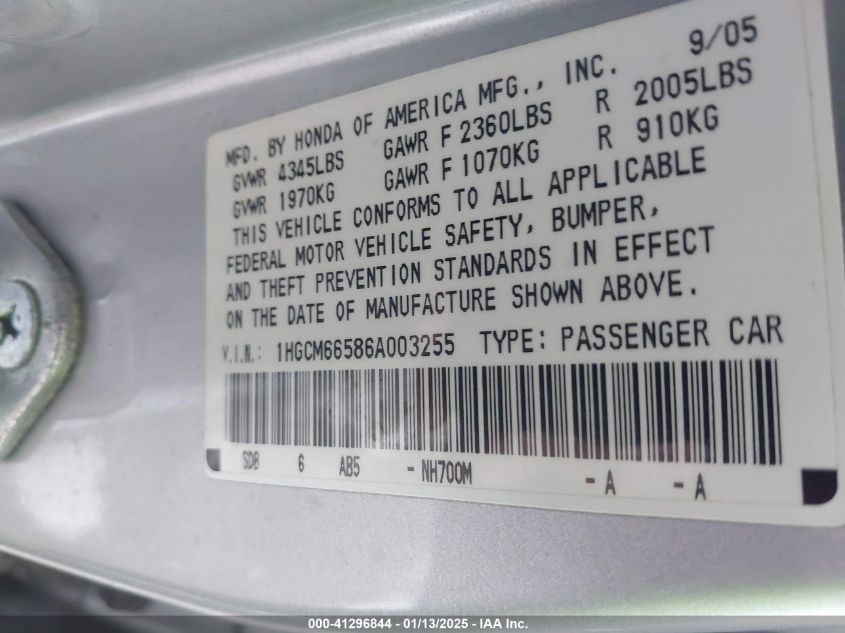 9/05
MFD. BY HONDA OF AMERICA MFG., INC.
GVWR 4345LBS GAWR F 2360LBS R 2005LBS
GVWR 1970KG GAWR F 1070KG R 910KG
THIS VEHICLE CONFORMS TO ALL APPLICABLE
FEDERAL MOTOR VEHICLE SAFETY, BUMPER,
AND THEFT PREVENTION STANDARDS IN EFFECT
ON THE DATE OF MANUFACTURE SHOWN ABOVE.
V.I.N.: 1HGCM66586A003255 TYPE: PASSENGER CAR
SDB 6 AB5 - NH700M - A - A
000-41296844 - 01/13/2025 - IAA Inc.